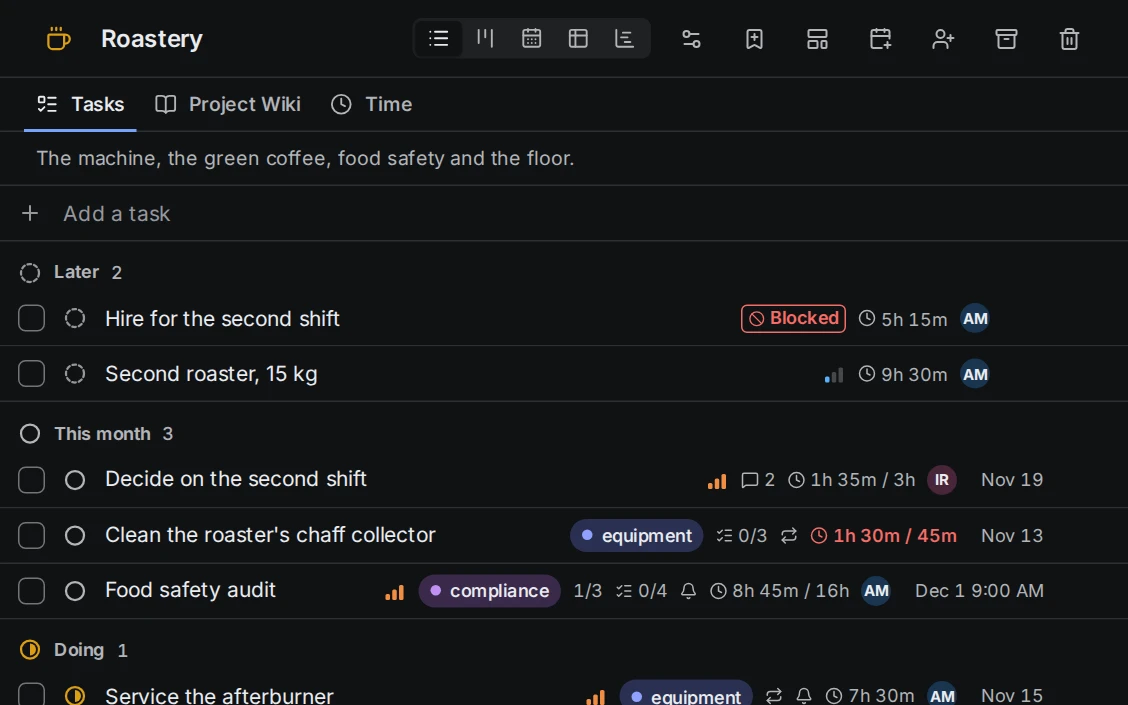 Roastery
Tasks Project Wiki Time
The machine, the green coffee, food safety and the floor.
Add a task
Later 2
Hire for the second shift Blocked 5h 15m AM
Second roaster, 15 kg 9h 30m AM
This month 3
Decide on the second shift 2 1h 35m / 3h IR Nov 19
Clean the roaster's chaff collector equipment 0/3 1h 30m / 45m Nov 13
Food safety audit compliance 1/3 0/4 8h 45m / 16h AM Dec 1 9:00 AM
Doing 1
Service the afterburner equipment 7h 30m AM Nov 15